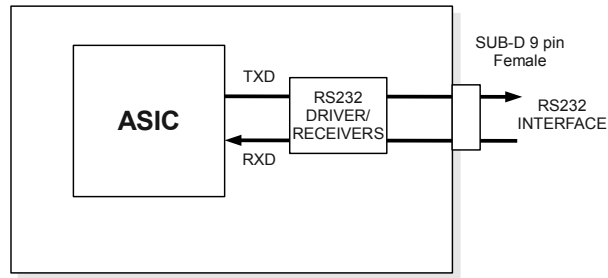 SUB-D 9 pin
Female
TXD
ASIC
RS232
DRIVER/
RECEIVERS
RS232
INTERFACE
RXD